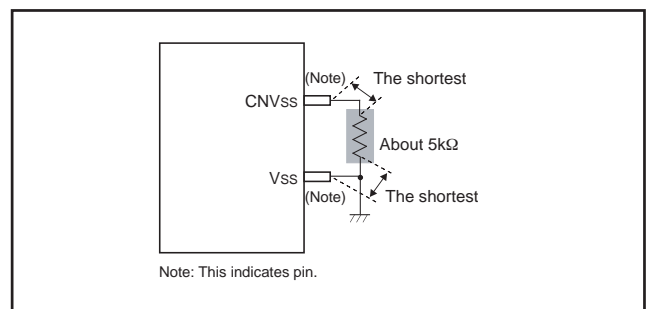 (Note)
The shortest
CNVss
About 5kΩ
Vss
(Note)
The shortest
Note: This indicates pin.